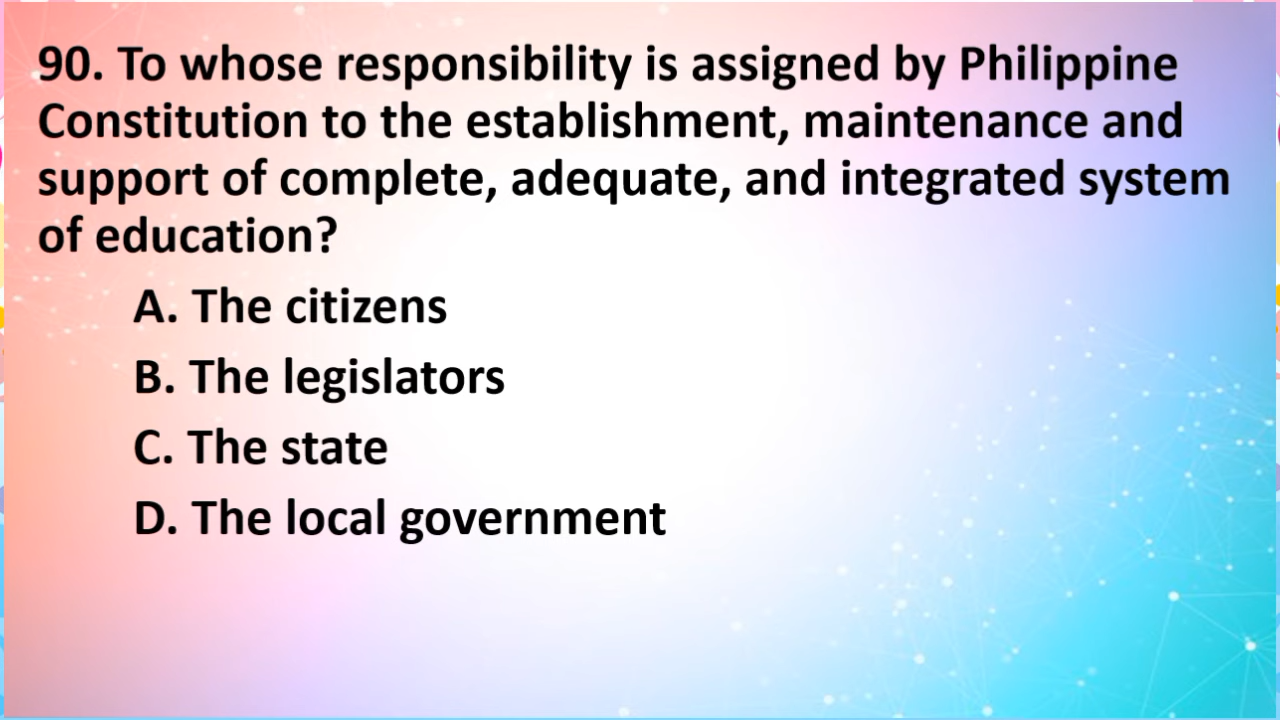 90. To whose responsibility is assigned by Philippine
Constitution to the establishment, maintenance and
support of complete, adequate, and integrated system
of education?
A. The citizens
B. The legislators
C. The state
D. The local government